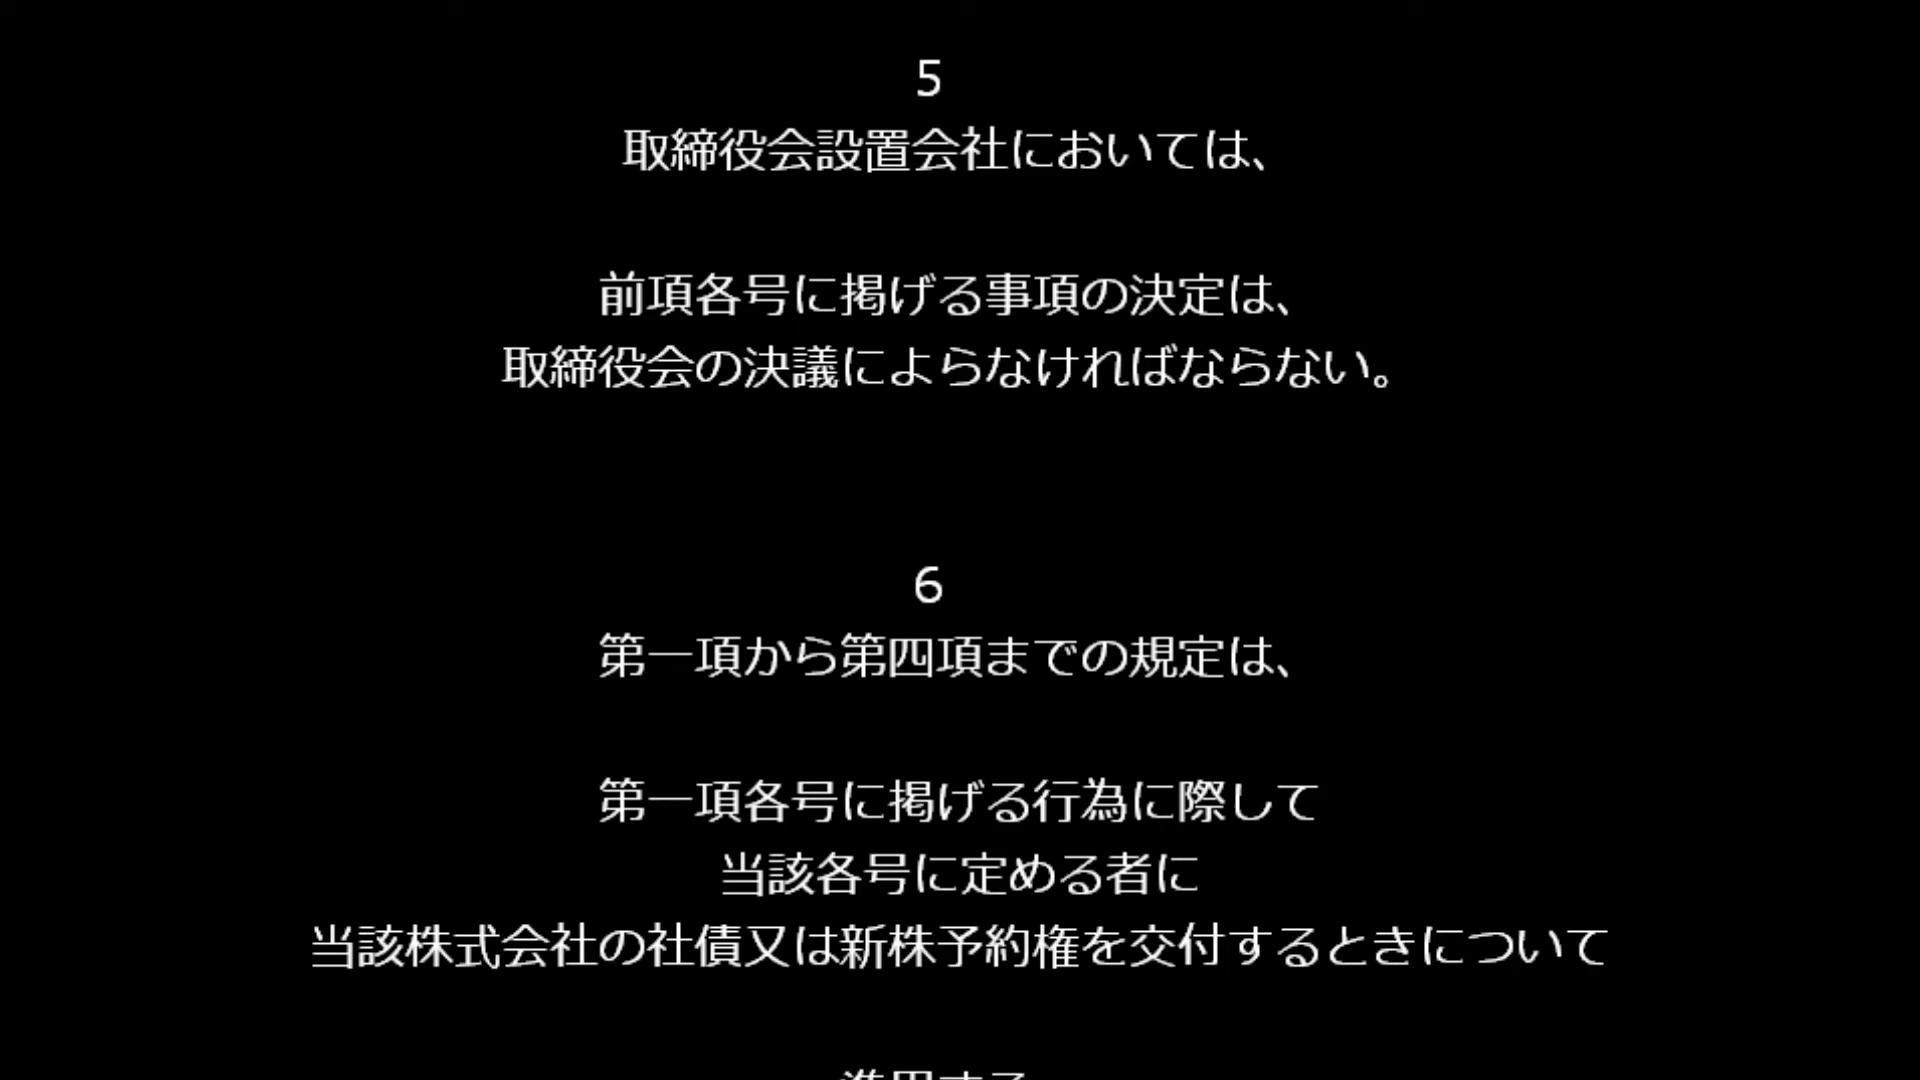 5
取締役会設置会社においては、
前項各号に掲げる事項の決定は、
取締役会の決議によらなければならない。
6
第一項から第四項までの規定は、
第一項各号に掲げる行為に際して
当該各号に定める者に
当該株式会社の社債又は新株予約権を交付するときについて
準用する